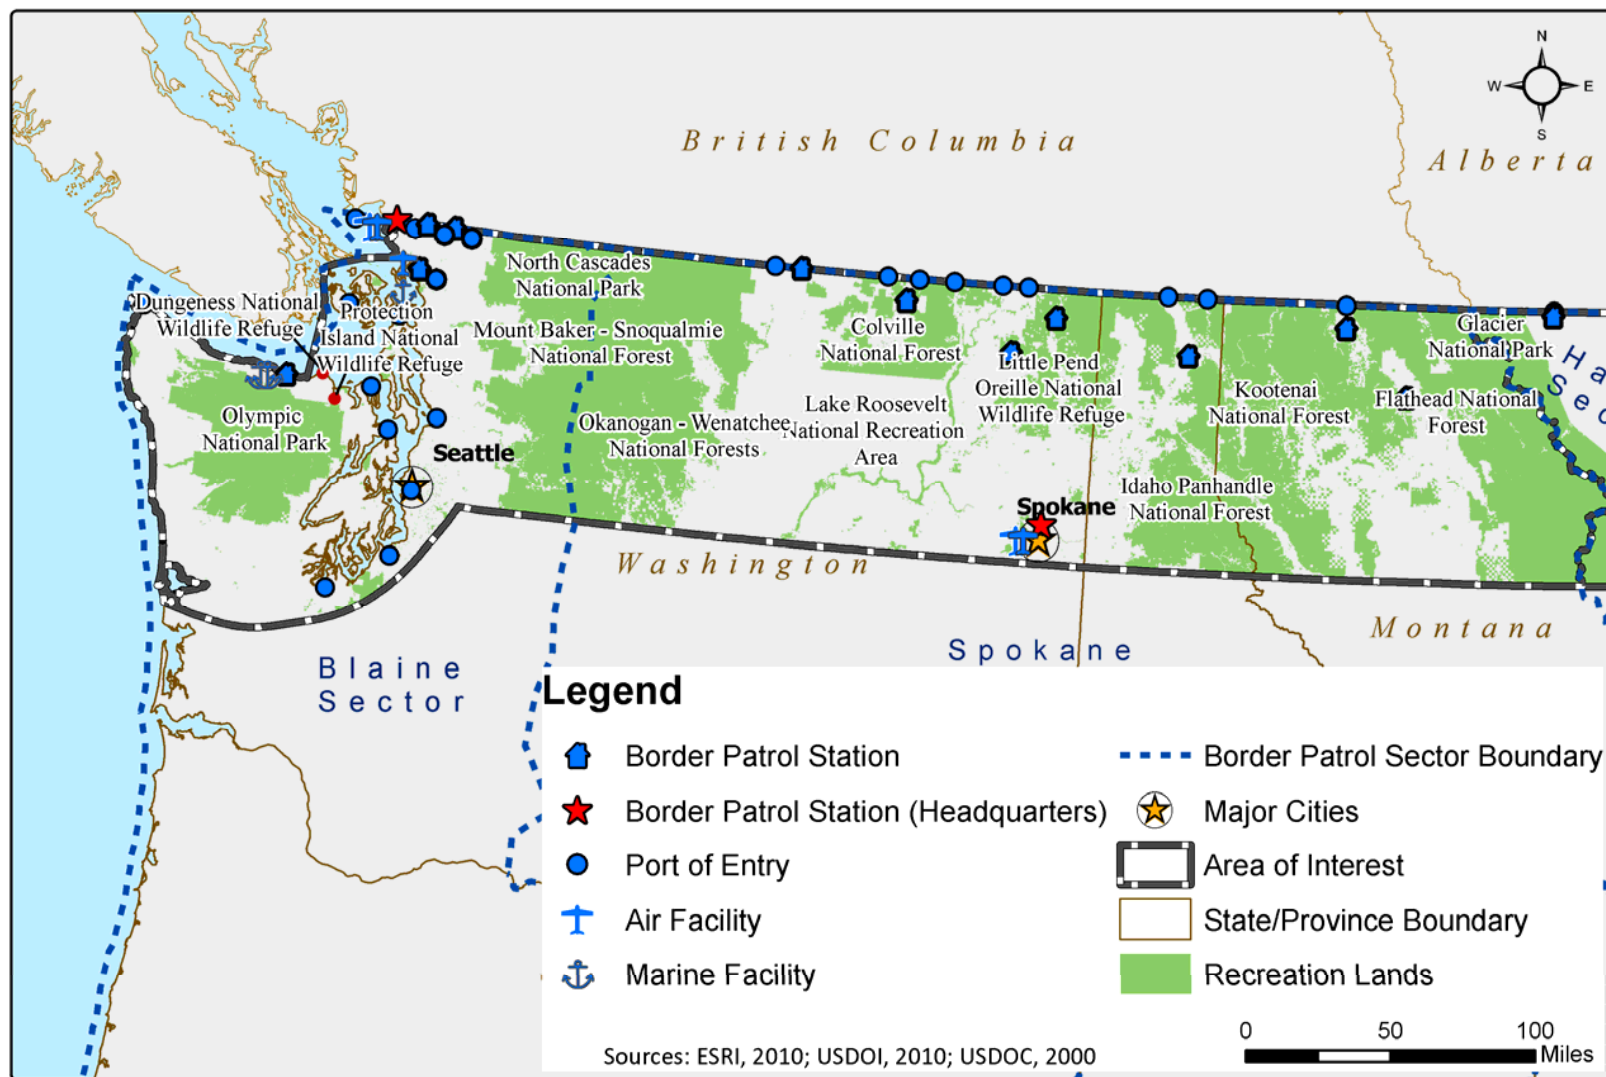 N
W
E
S
British Columbia
Alberta
North Cascades
National Park
Dungeness National
Wildlife Refuge
Protection
Island National
Wildlife Refuge
Mount Baker - Snoqualmie
National Forest
Colville
National Forest
Glacier
National Park
Little Pend
Oreille National
Wildlife Refuge
Kootenai
National Forest
Flathead National
Forest
Olympic
National Park
Okanogan - Wenatchee
National Forests
Lake Roosevelt
National Recreation
Area
Seattle
Spokane
Idaho Panhandle
National Forest
Washington
Montana
Blaine
Sector
Spokane
Legend
Border Patrol Station
Border Patrol Station (Headquarters)
Port of Entry
Air Facility
Marine Facility
Border Patrol Sector Boundary
Major Cities
Area of Interest
State/Province Boundary
Recreation Lands
0 50 100
Miles
Sources: ESRI, 2010; USDOI, 2010; USDOC, 2000